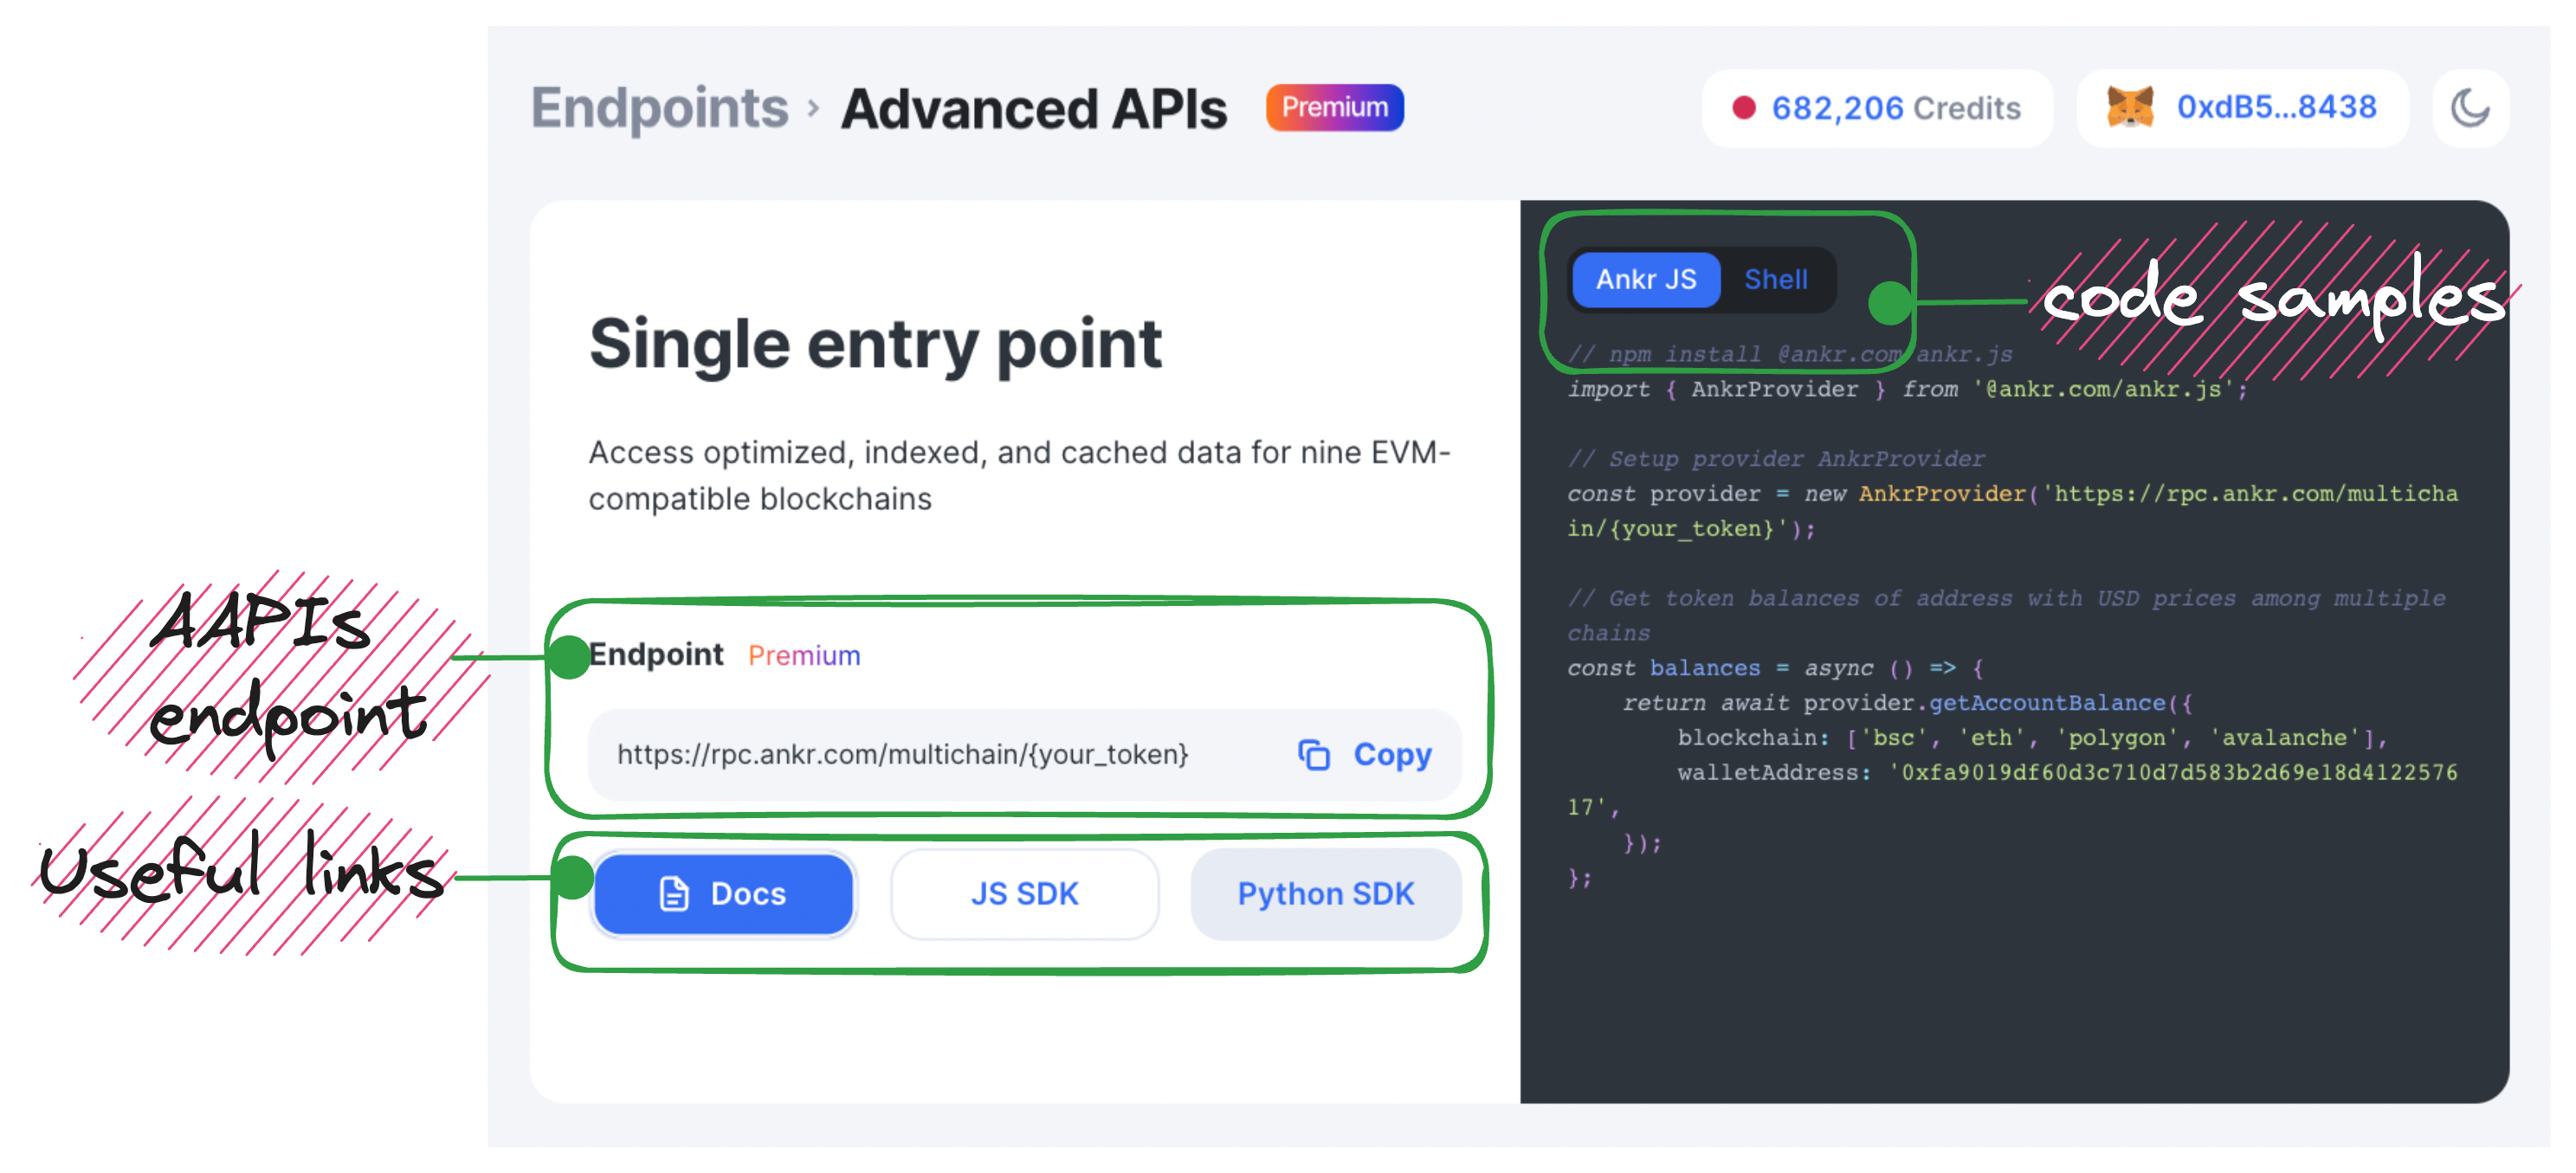 Endpoints › Advanced APIs Premium
682,206 Credits
0xdB5...8438
Single entry point
Access optimized, indexed, and cached data for nine EVM-
compatible blockchains
AAPIs
endpoint
Endpoint Premium
https://rpc.ankr.com/multichain/{your_token}
Copy
Useful links
Docs
JS SDK
Python SDK
Ankr JS
Shell
code samples
// npm install @ankr.com/ankr.js
import { AnkrProvider } from '@ankr.com/ankr.js';
// Setup provider AnkrProvider
const provider = new AnkrProvider('https://rpc.ankr.com/multicha
in/{your_token}');
// Get token balances of address with USD prices among multiple
chains
const balances = async () => {
return await provider.getAccountBalance({
blockchain: ['bsc', 'eth', 'polygon', 'avalanche'],
walletAddress: '0xfa9019df60d3c710d7d583b2d69e18d4122576
17',
});
};